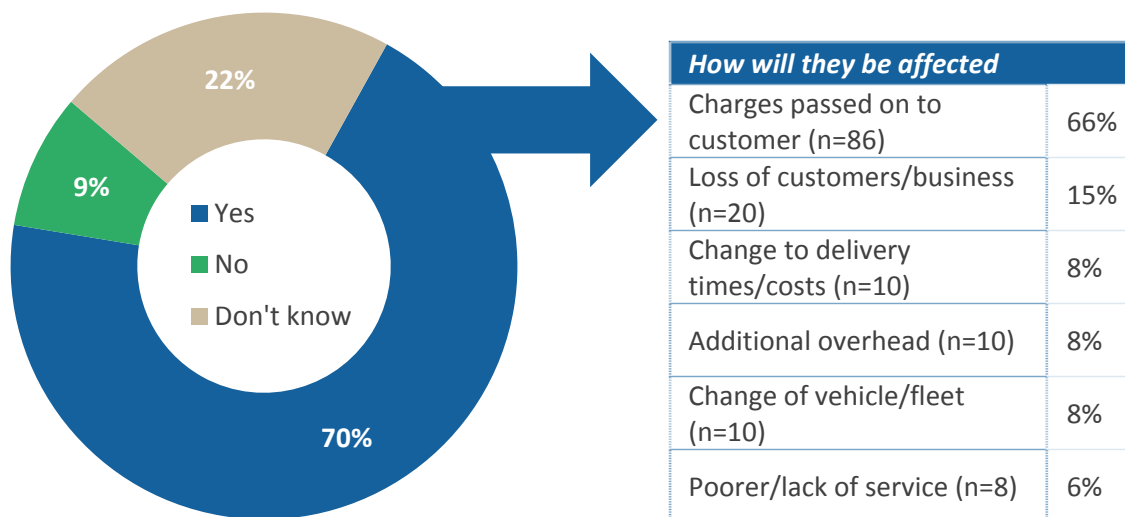 22%
9%
70%
Yes
No
Don't know
How will they be affected
Charges passed on to
customer (n=86)
66%
Loss of customers/business
(n=20)
15%
Change to delivery
times/costs (n=10)
8%
Additional overhead (n=10)
8%
Change of vehicle/fleet
(n=10)
8%
Poorer/lack of service (n=8)
6%